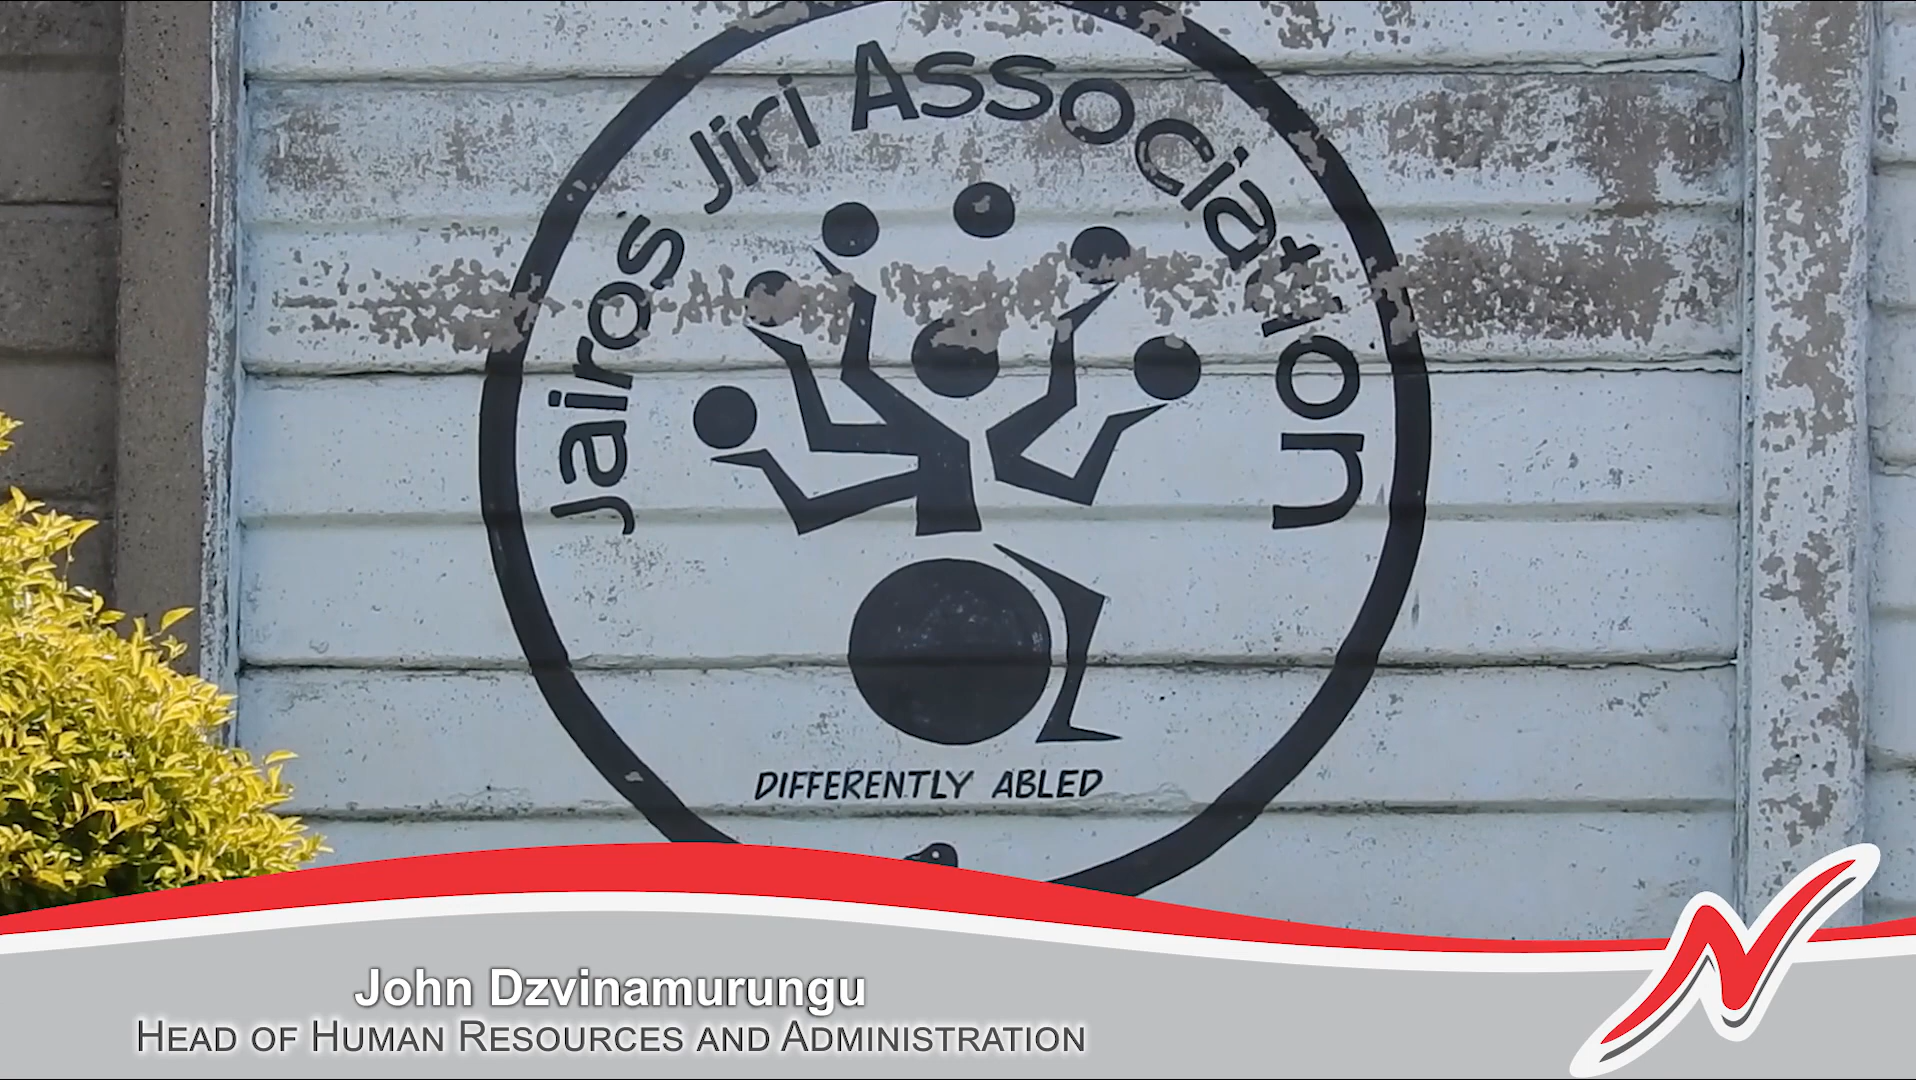 Jairos Jiri Association
DIFFERENTLY ABLED
John Dzvinamurungu
HEAD OF HUMAN RESOURCES AND ADMINISTRATION